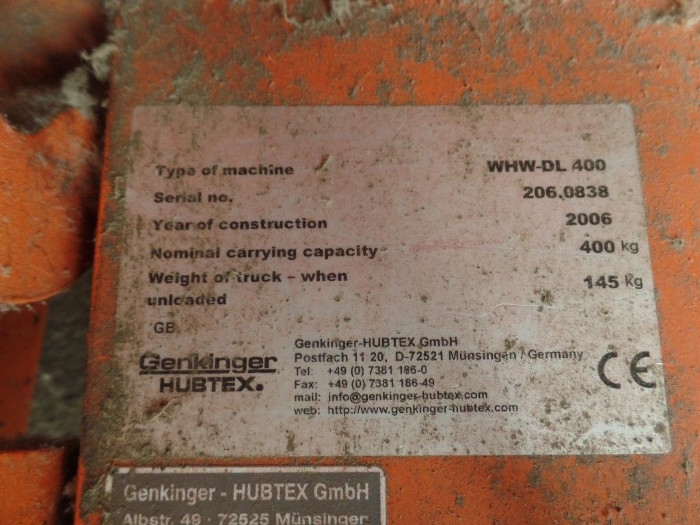 Type of machine WHW-DL 400
Serial no. 206.0838
Year of construction 2006
Nominal carrying capacity 400 kg
Weight of truck – when 145 Kg
unloaded
GB
Genkinger
HUBTEX.
Genkinger-HUBTEX GmbH
Postfach 11 20, D-72521 Münsingen / Germany
Tel: +49 (0) 7381 186-0
Fax: +49 (0) 7381 186-49
mail: info@genkinger-hubtex.com
web: http://www.genkinger-hubtex.com
CE
Genkinger - HUBTEX GmbH
Albstr. 49 · 72525 Münsinger